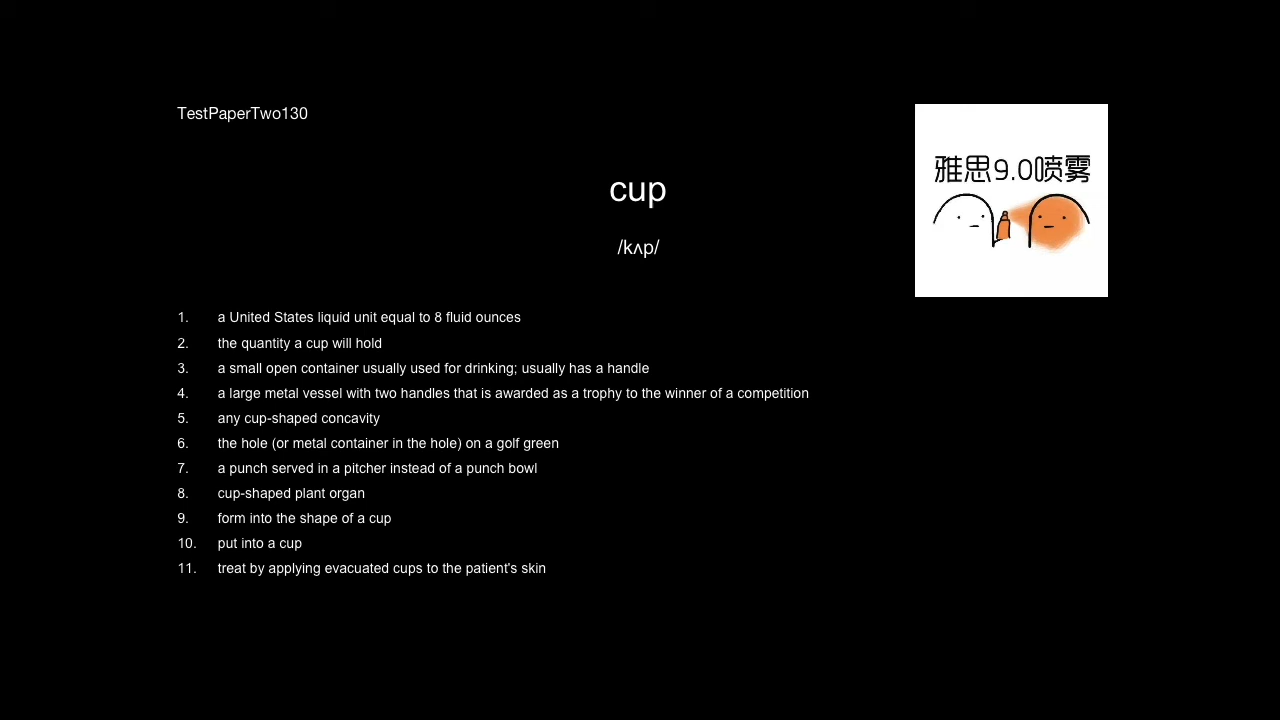 TestPaperTwo130
雅思9.0喷雾
cup
/kʌp/
1. a United States liquid unit equal to 8 fluid ounces
2. the quantity a cup will hold
3. a small open container usually used for drinking; usually has a handle
4. a large metal vessel with two handles that is awarded as a trophy to the winner of a competition
5. any cup-shaped concavity
6. the hole (or metal container in the hole) on a golf green
7. a punch served in a pitcher instead of a punch bowl
8. cup-shaped plant organ
9. form into the shape of a cup
10. put into a cup
11. treat by applying evacuated cups to the patient's skin